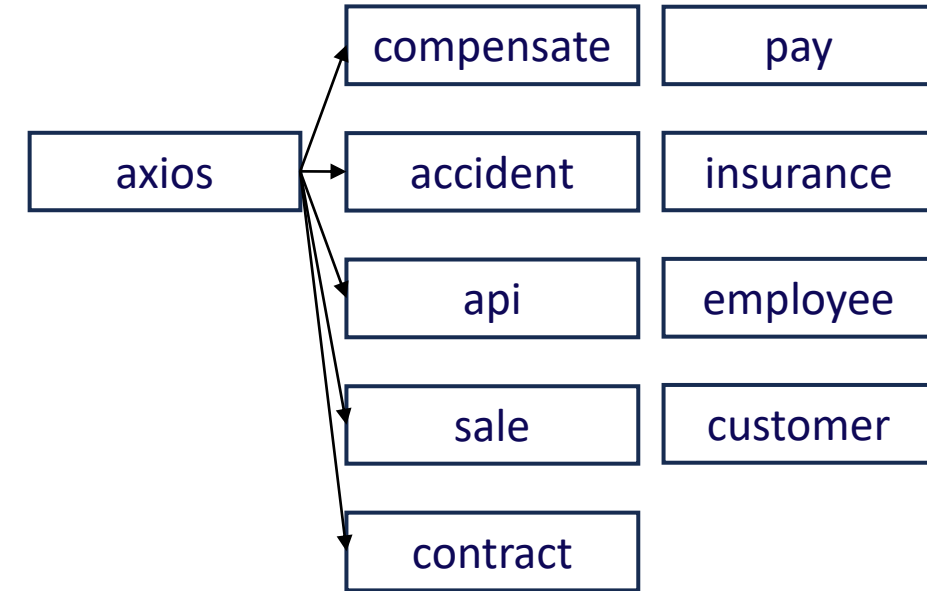 compensate
pay
axios
accident
insurance
api
employee
sale
customer
contract